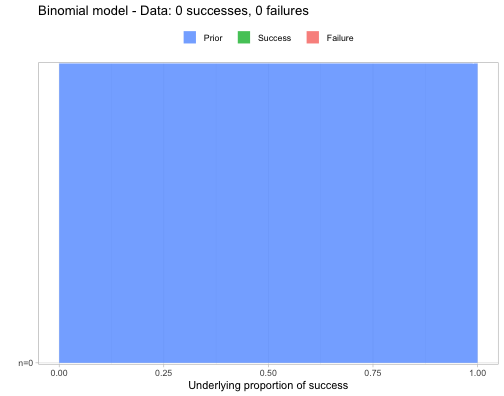 Binomial model - Data: 0 successes, 0 failures
Prior Success Failure
n=0
0.00 0.25 0.50 0.75 1.00
Underlying proportion of success